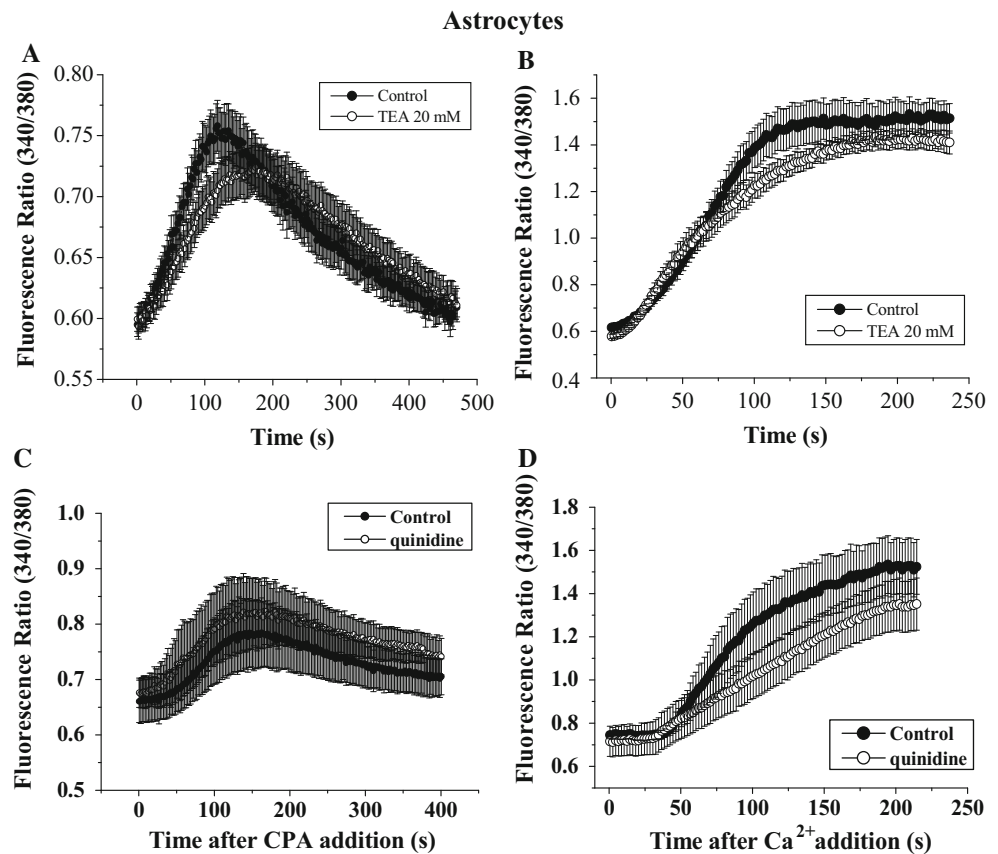 Astrocytes
A
Fluorescence Ratio (340/380)
0.80
0.75
0.70
0.65
0.60
0.55
Control
TEA 20 mM
0 100 200 300 400 500
Time (s)
B
Fluorescence Ratio (340/380)
1.6
1.4
1.2
1.0
0.8
0.6
0.4
Control
TEA 20 mM
0 50 100 150 200 250
Time (s)
C
Fluorescence Ratio (340/380)
1.0
0.9
0.8
0.7
0.6
0.5
Control
quinidine
0 100 200 300 400
Time after CPA addition (s)
D
Fluorescence Ratio (340/380)
1.8
1.6
1.4
1.2
1.0
0.8
0.6
Control
quinidine
0 50 100 150 200 250
Time after Ca²⁺addition (s)